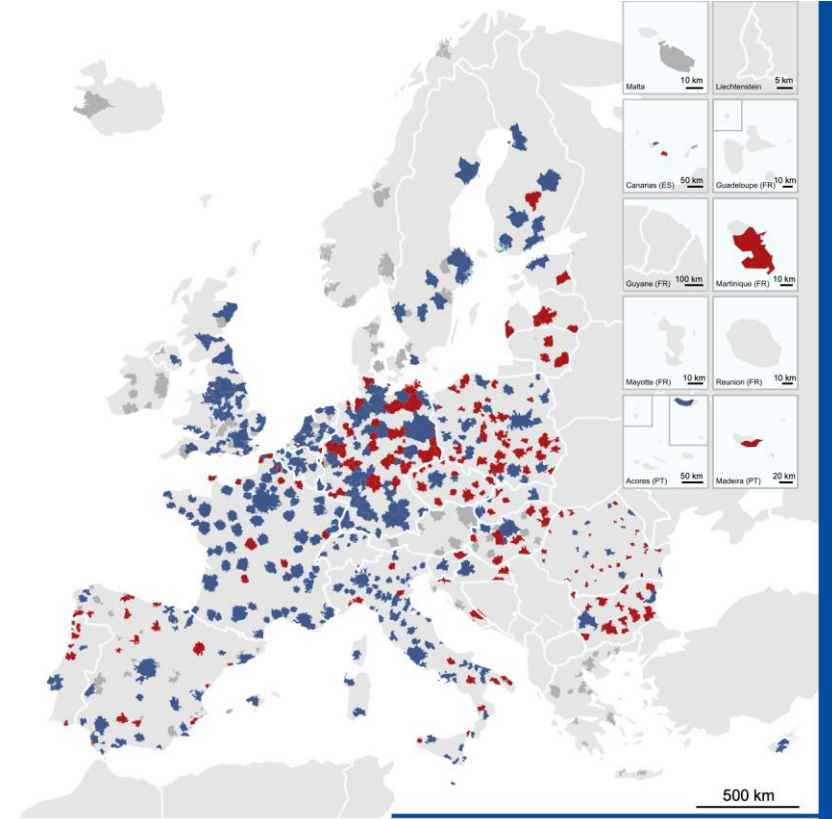 10 km
Malta
5 km
Liechtenstein
50 km
Canarias (ES)
10 km
Guadeloupe (FR)
100 km
Guyane (FR)
10 km
Martinique (FR)
10 km
Mayotte (FR)
10 km
Reunion (FR)
50 km
Acores (PT)
20 km
Madeira (PT)
500 km